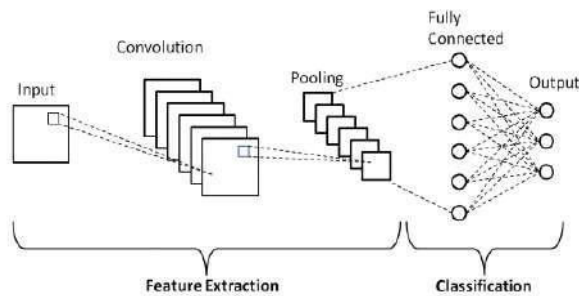 Fully
Connected
Convolution
Pooling
Output
Input
Feature Extraction
Classification